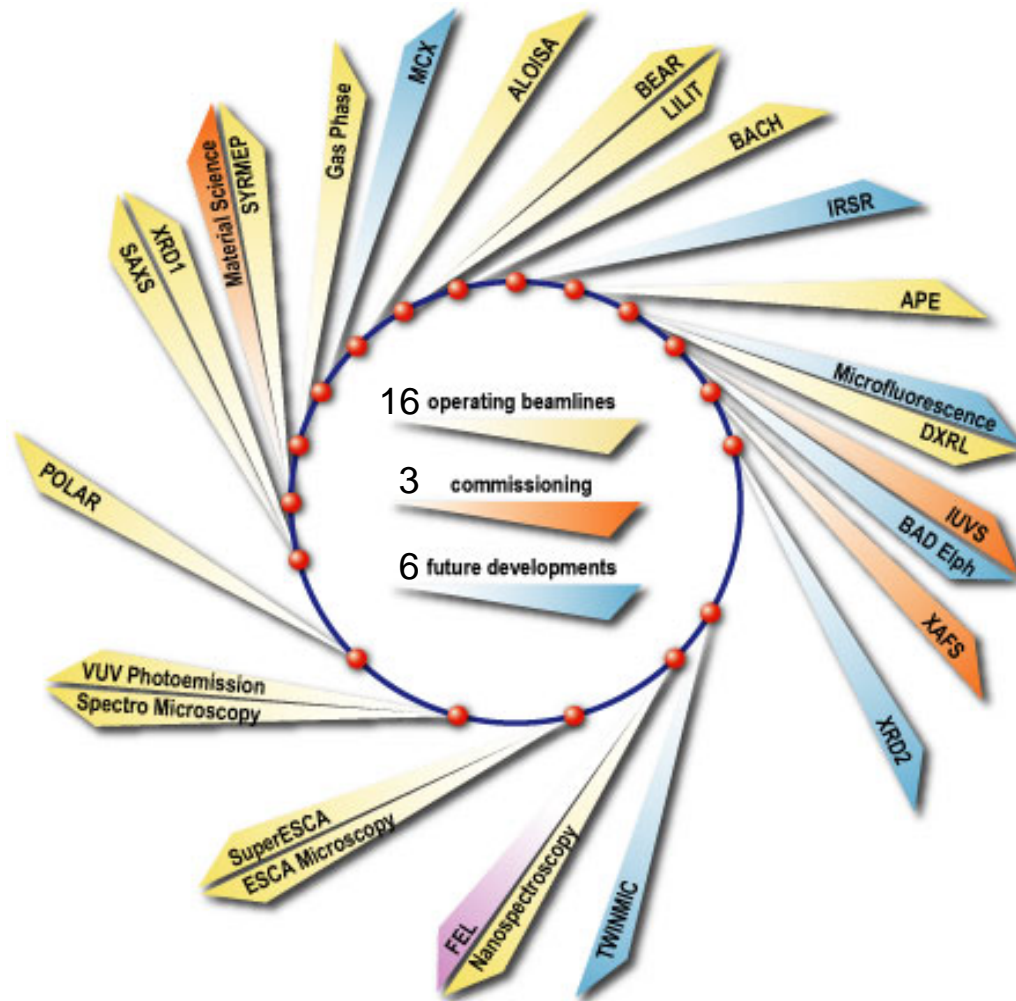 MCX
ALOISA
BEAR
LILIT
Gas Phase
BACH
Material Science
SYRMEP
IRSR
XRD1
SAXS
APE
Microfluorescence
DXRL
16 operating beamlines
3 commissioning
6 future developments
POLAR
IUVS
BAD Elph
XAFS
VUV Photoemission
Spectro Microscopy
XRD2
SuperESCA
ESCA Microscopy
FEL
Nanospectroscopy
TWINMIC